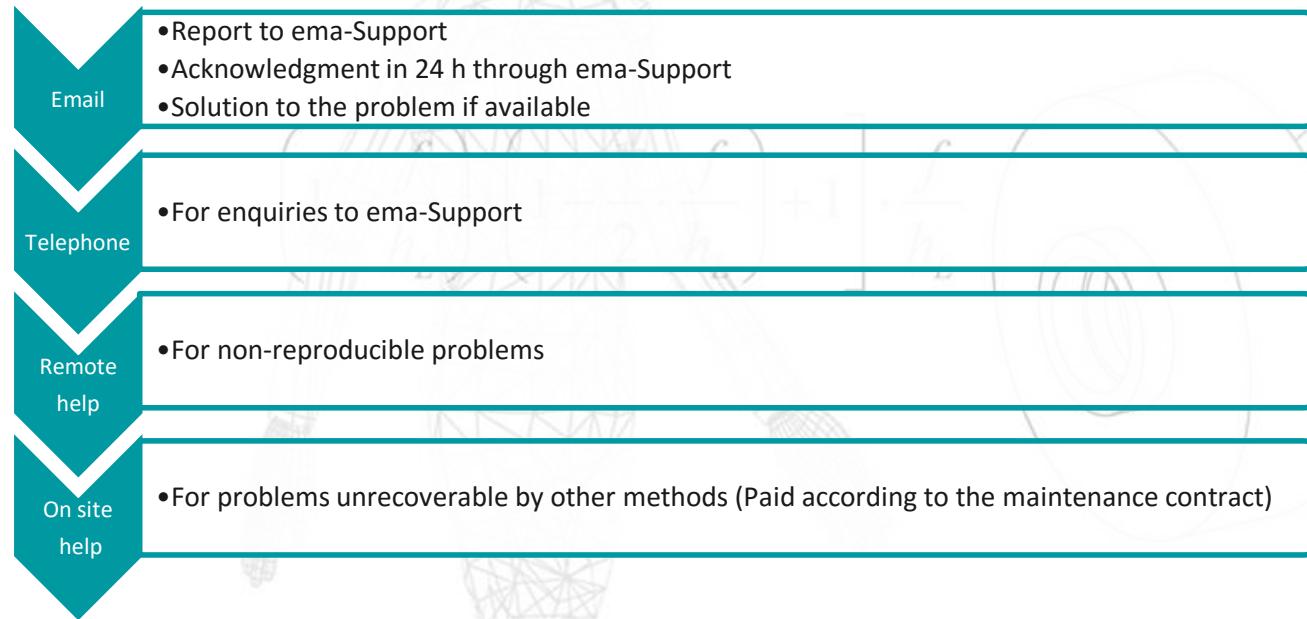 Email
•Report to ema-Support
•Acknowledgment in 24 h through ema-Support
•Solution to the problem if available
Telephone
•For enquiries to ema-Support
Remote
help
•For non-reproducible problems
On site
help
•For problems unrecoverable by other methods (Paid according to the maintenance contract)